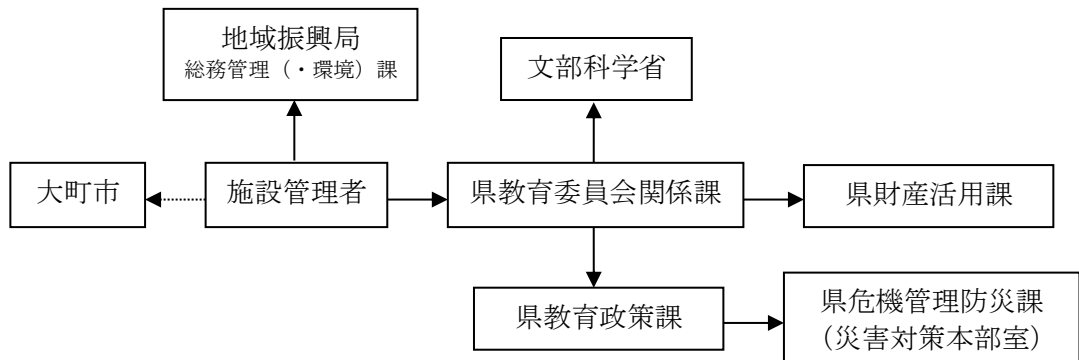 地域振興局
総務管理（・環境）課
文部科学省
大町市
施設管理者
県教育委員会関係課
県財産活用課
県教育政策課
県危機管理防災課
（災害対策本部室）